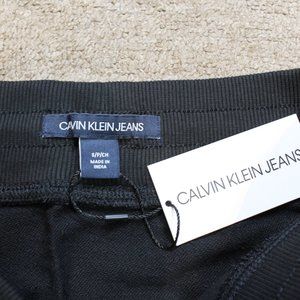 CALVIN KLEIN JEANS
S/P/CH
MADE IN
INDIA
CALVIN KLEIN JEANS